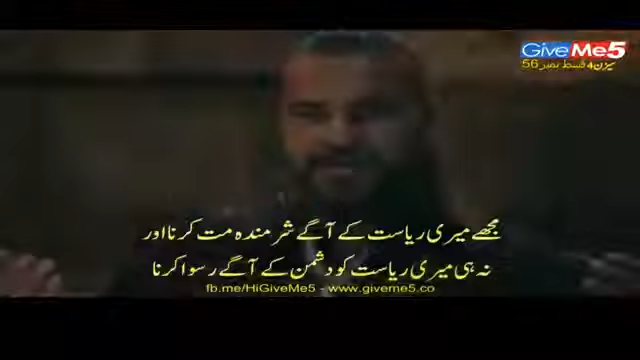 GiveMe5
سیزن 4 قسط نمبر 56
مجھے میری ریاست کے آگے شرمندہ مت کرنا اور
نہ ہی میری ریاست کو دشمن کے آگے رسوا کرنا
fb.me/HiGiveMe5 - www.giveme5.co